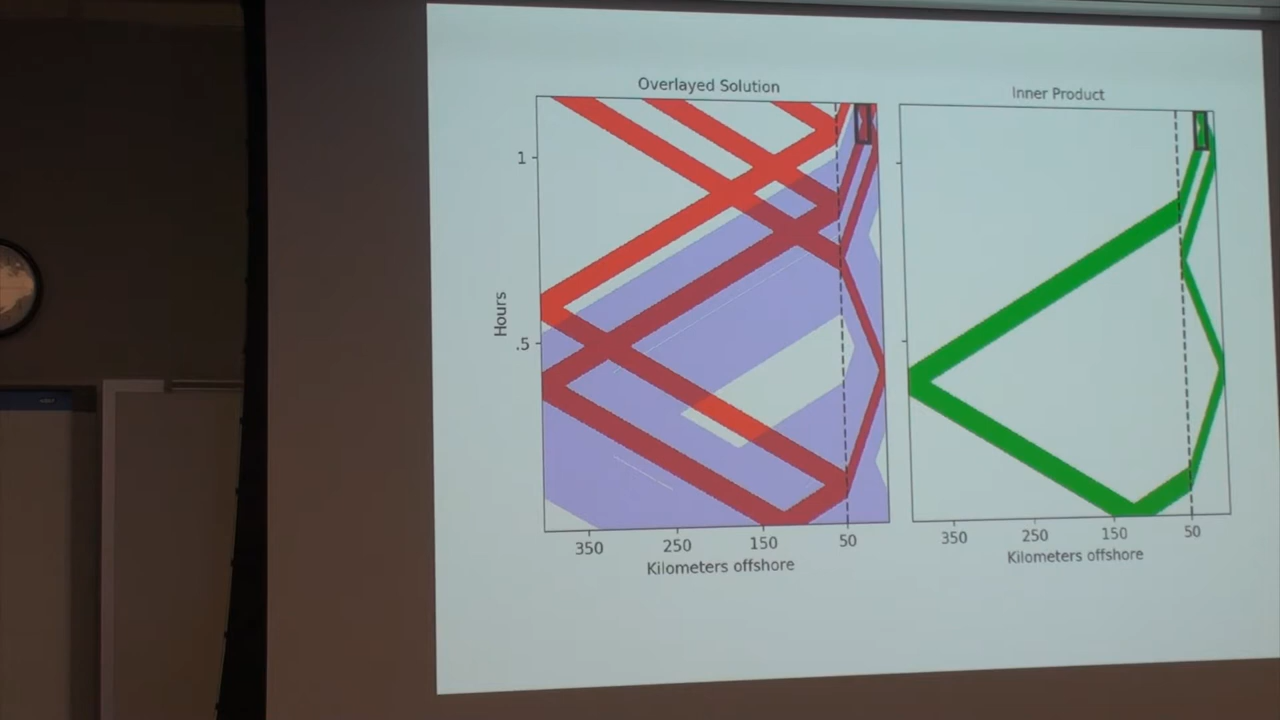 Overlayed Solution
Hours
1
.5
350 250 150 50
Kilometers offshore
Inner Product
350 250 150 50
Kilometers offshore